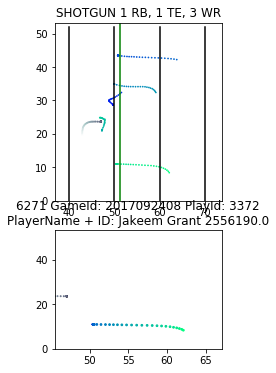 SHOTGUN 1 RB, 1 TE, 3 WR
50
40
30
20
10
0
40 50 60 70
6271 GameId: 2017092408 PlayId: 3372
PlayerName + ID: Jakeem Grant 2556190.0
40
20
0
50 55 60 65